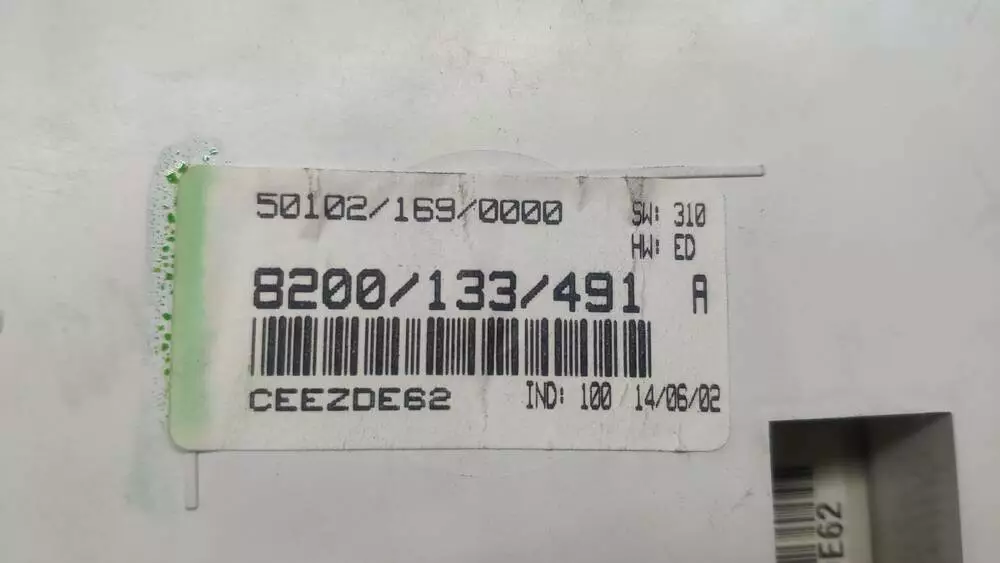 50102/169/0000
SW: 310
HW: ED
8200/133/491 A
CEEZDE62
IND: 100 14/06/02
E62